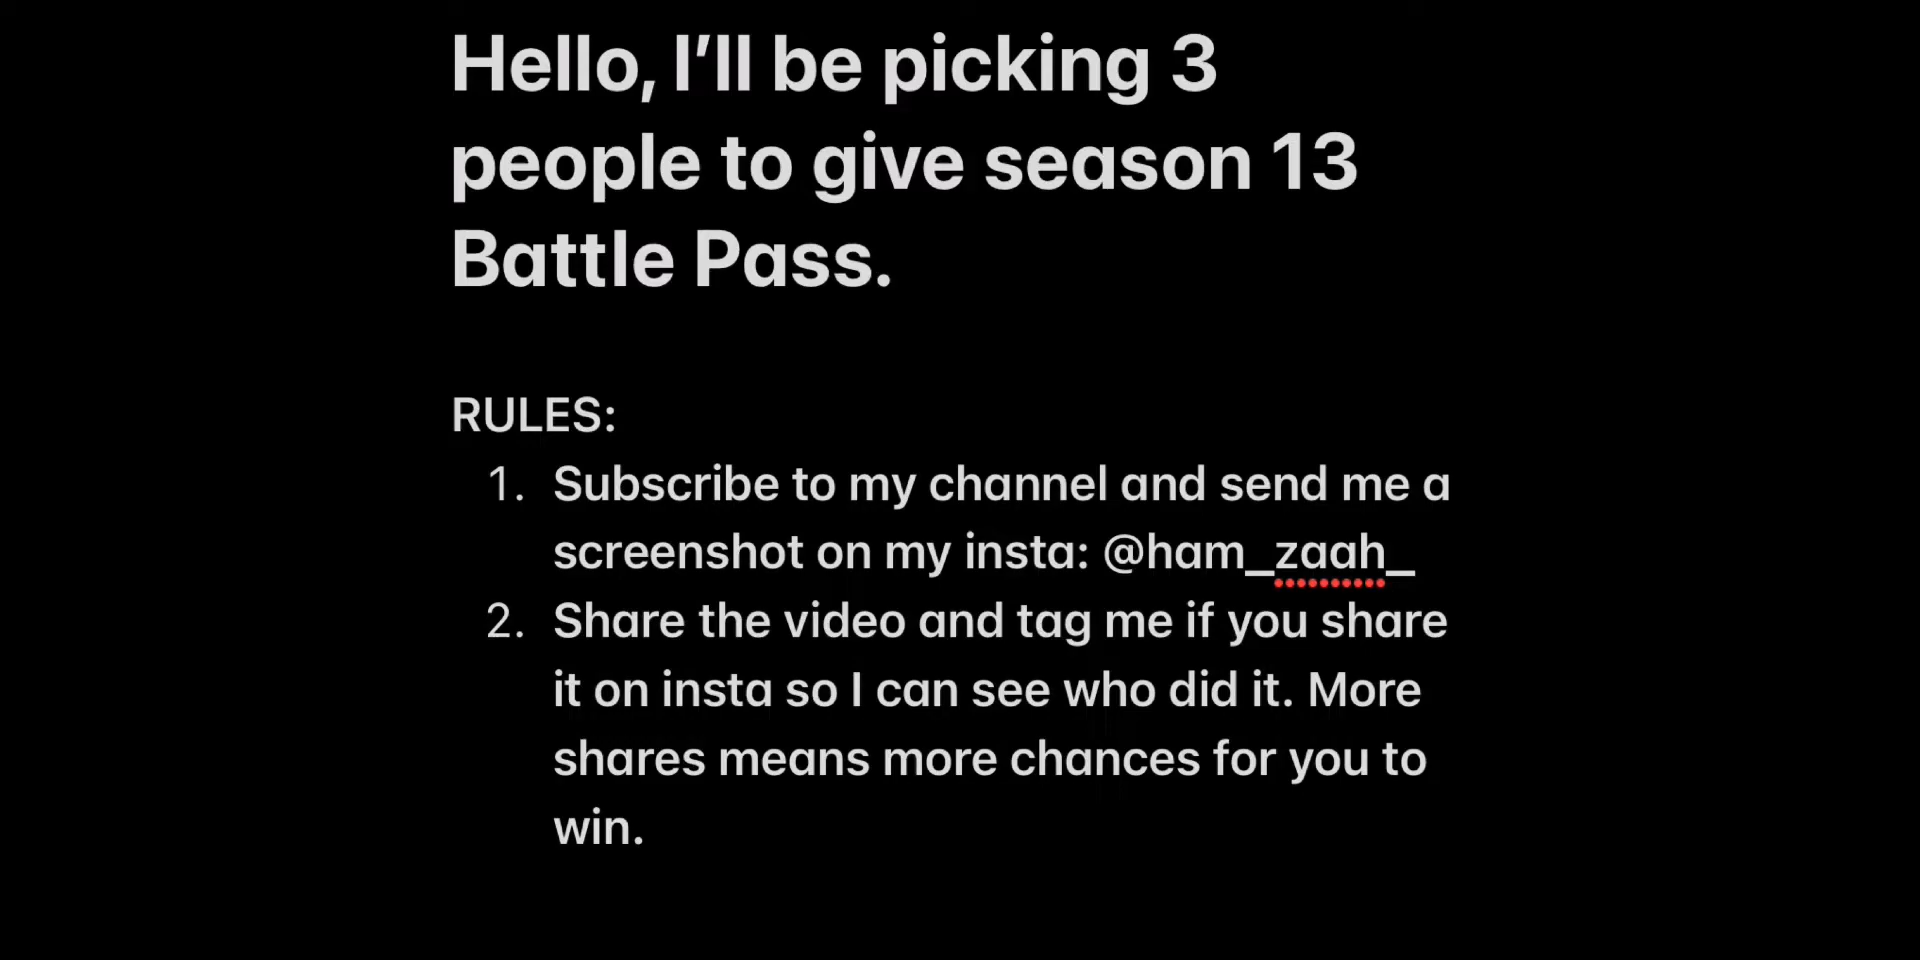 Hello, I’ll be picking 3
people to give season 13
Battle Pass.
RULES:
1. Subscribe to my channel and send me a
screenshot on my insta: @ham_zaah_
2. Share the video and tag me if you share
it on insta so I can see who did it. More
shares means more chances for you to
win.